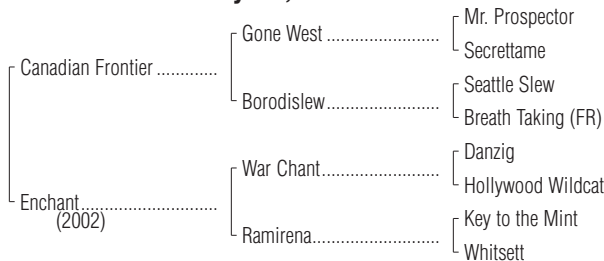 Mr. Prospector
Gone West
Secrettame
Canadian Frontier
Seattle Slew
Borodislew
Breath Taking (FR)
Danzig
War Chant
Hollywood Wildcat
Enchant
(2002)
Key to the Mint
Ramirena
Whitsett